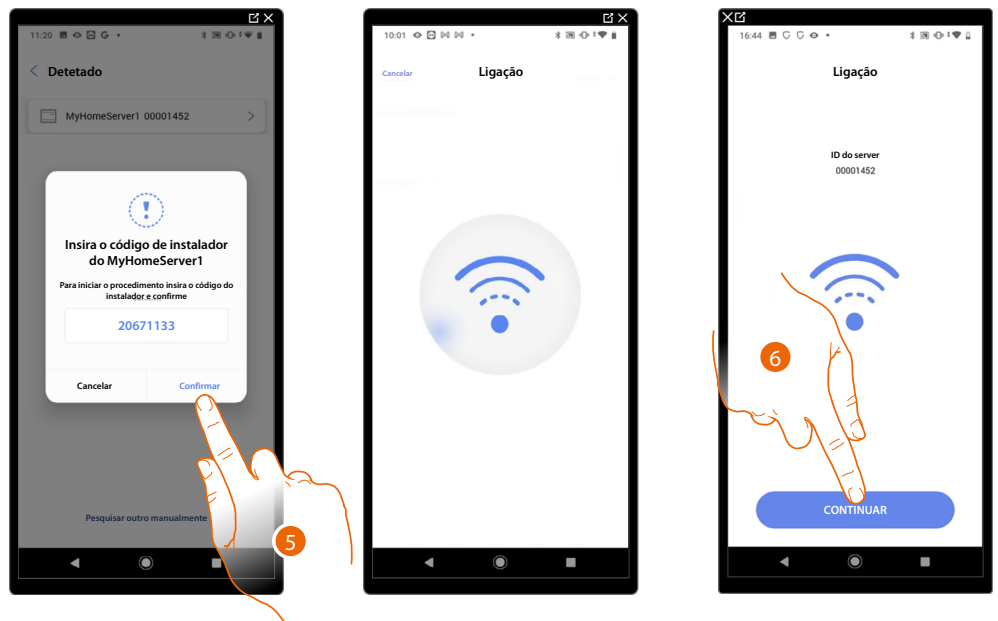 11:20
Detetado
MyHomeServer1 00001452
Insira o código de instalador
do MyHomeServer1
Para iniciar o procedimento insira o código do
instalador e confirme
20671133
Cancelar
Confirmar
Pesquisar outro manualmente
5
10:01
Cancelar
Ligação
16:44
Ligação
ID do server
00001452
6
CONTINUAR